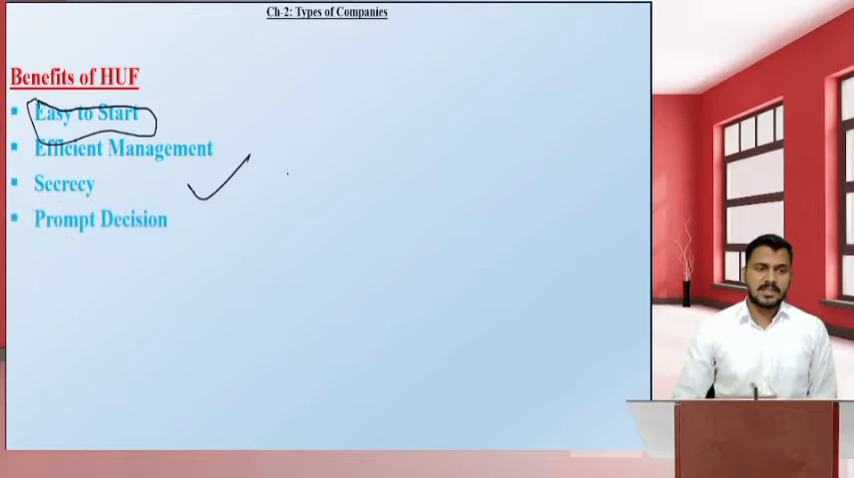 Ch-2: Types of Companies
Benefits of HUF
▪ Easy to Start
▪ Efficient Management
▪ Secrecy
▪ Prompt Decision